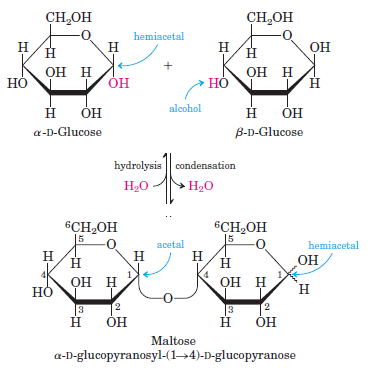 CH₂OH CH₂OH
O hemiacetal O
H H H H OH
H + H
OH H OH H
HO OH HO H
alcohol
H OH H OH
α-D-Glucose β-D-Glucose
hydrolysis condensation
H₂O H₂O
⁶CH₂OH ⁶CH₂OH
5 O acetal 5 O hemiacetal
H H H H OH
H H
4 OH H 1 4 OH H 1
HO O H
3 2 3 2
H OH H OH
Maltose
α-D-glucopyranosyl-(1→4)-D-glucopyranose